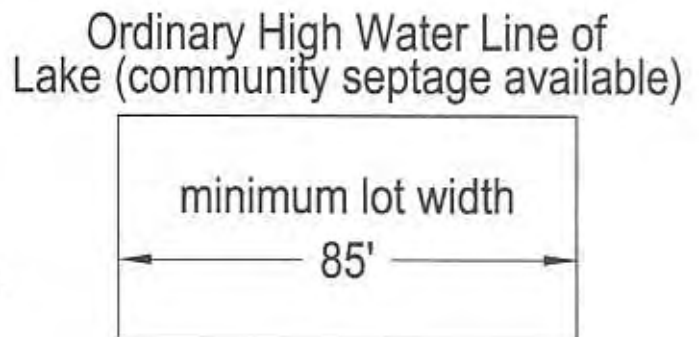 Ordinary High Water Line of
Lake (community septage available)
minimum lot width
85'